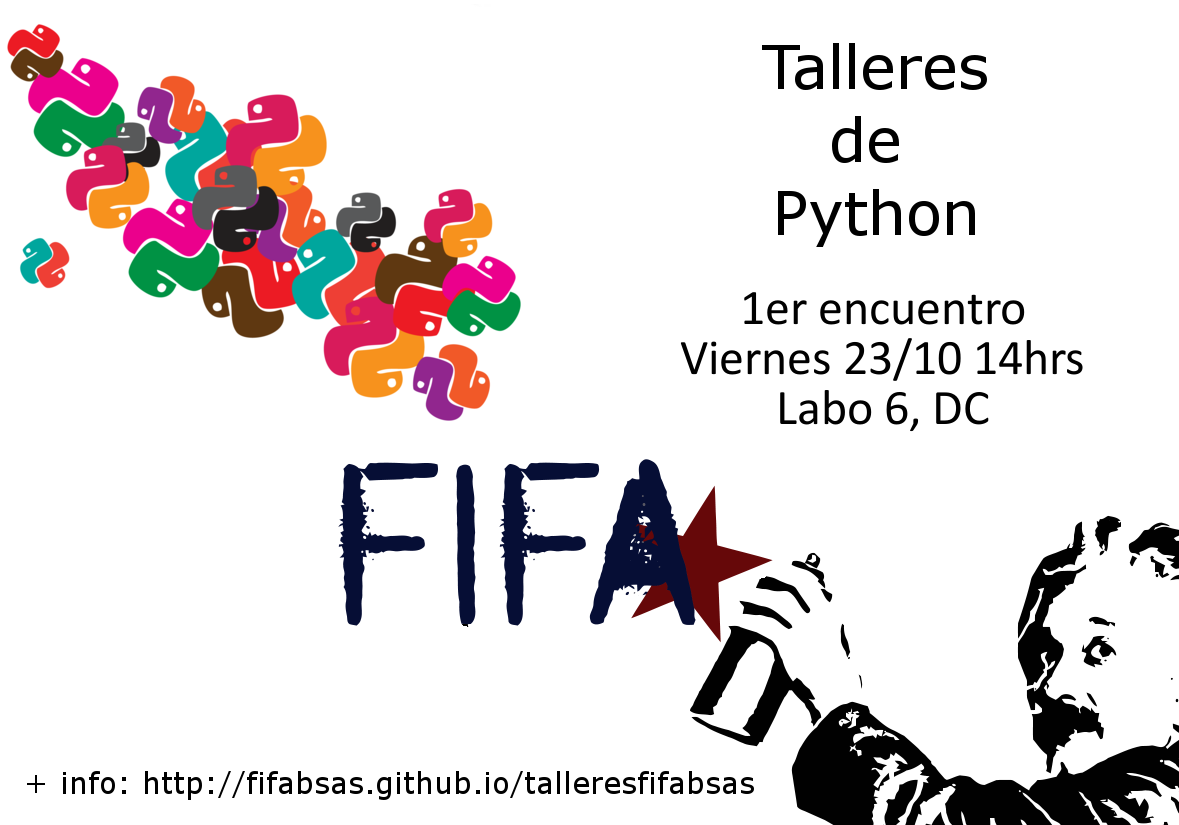 Talleres
de
Python
1er encuentro
Viernes 23/10 14hrs
Labo 6, DC
FIFA
+ info: http://fifabsas.github.io/talleresfifabsas